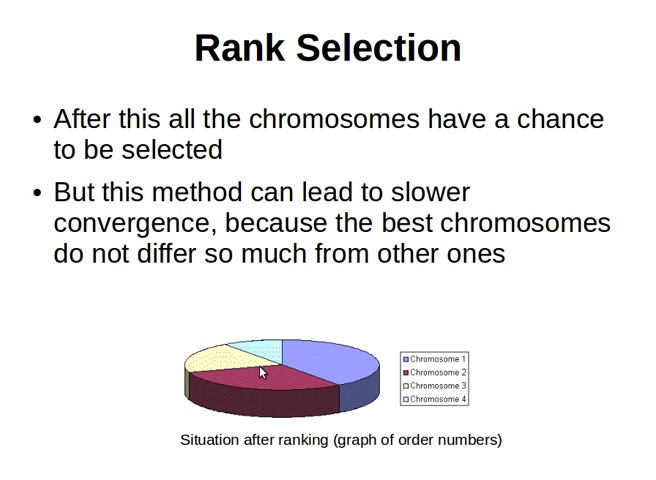 Rank Selection
• After this all the chromosomes have a chance
to be selected
• But this method can lead to slower
convergence, because the best chromosomes
do not differ so much from other ones
Chromosome 1
Chromosome 2
Chromosome 3
Chromosome 4
Situation after ranking (graph of order numbers)